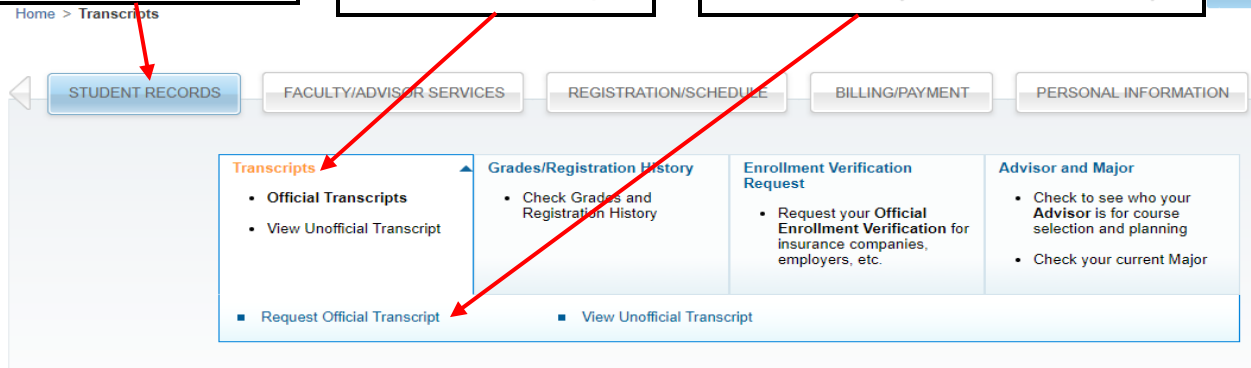 Home > Transcripts
STUDENT RECORDS
FACULTY/ADVISOR SERVICES
REGISTRATION/SCHEDULE
BILLING/PAYMENT
PERSONAL INFORMATION
Transcripts
• Official Transcripts
• View Unofficial Transcript
Grades/Registration History
• Check Grades and
Registration History
Enrollment Verification
Request
• Request your Official
Enrollment Verification for
insurance companies,
employers, etc.
Advisor and Major
• Check to see who your
Advisor is for course
selection and planning
• Check your current Major
Request Official Transcript
View Unofficial Transcript